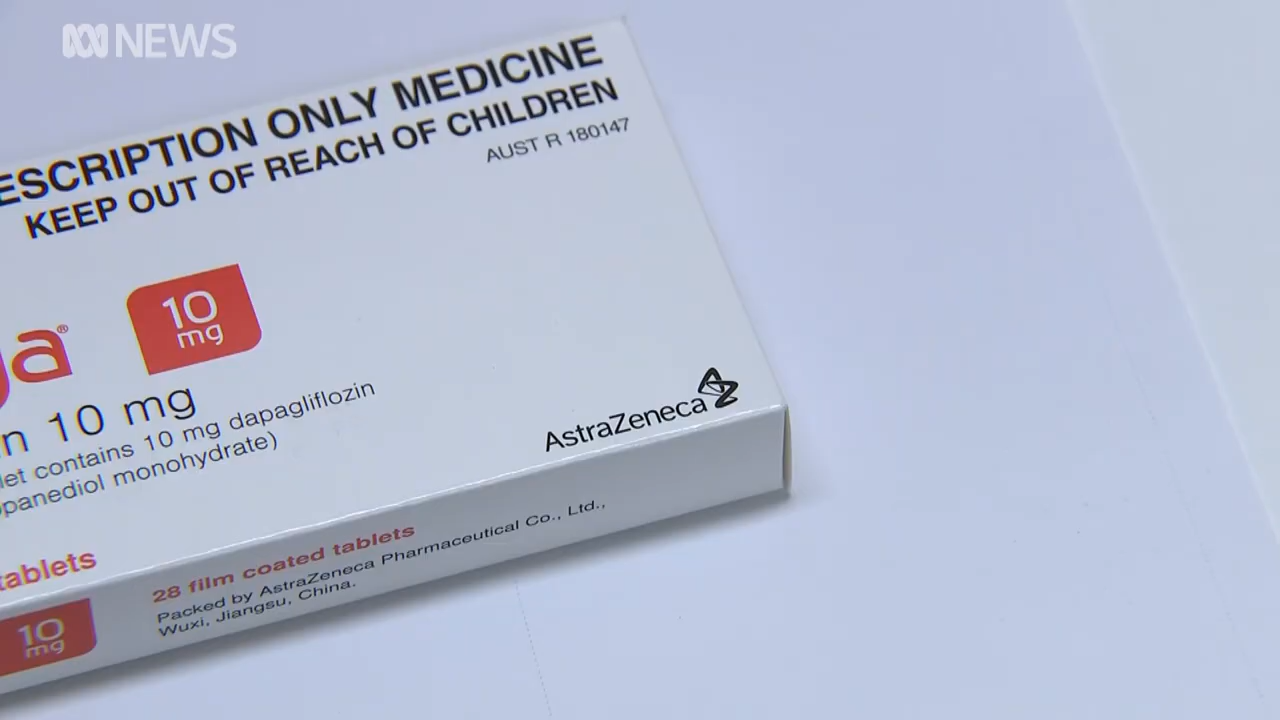 NEWS
ESCRIPTION ONLY MEDICINE
KEEP OUT OF REACH OF CHILDREN
AUST R 180147
ga®
10
mg
n 10 mg
let contains 10 mg dapagliflozin
panediol monohydrate)
AstraZeneca
tablets
28 film coated tablets
Packed by AstraZeneca Pharmaceutical Co., Ltd.,
Wuxi, Jiangsu, China.
10
mg